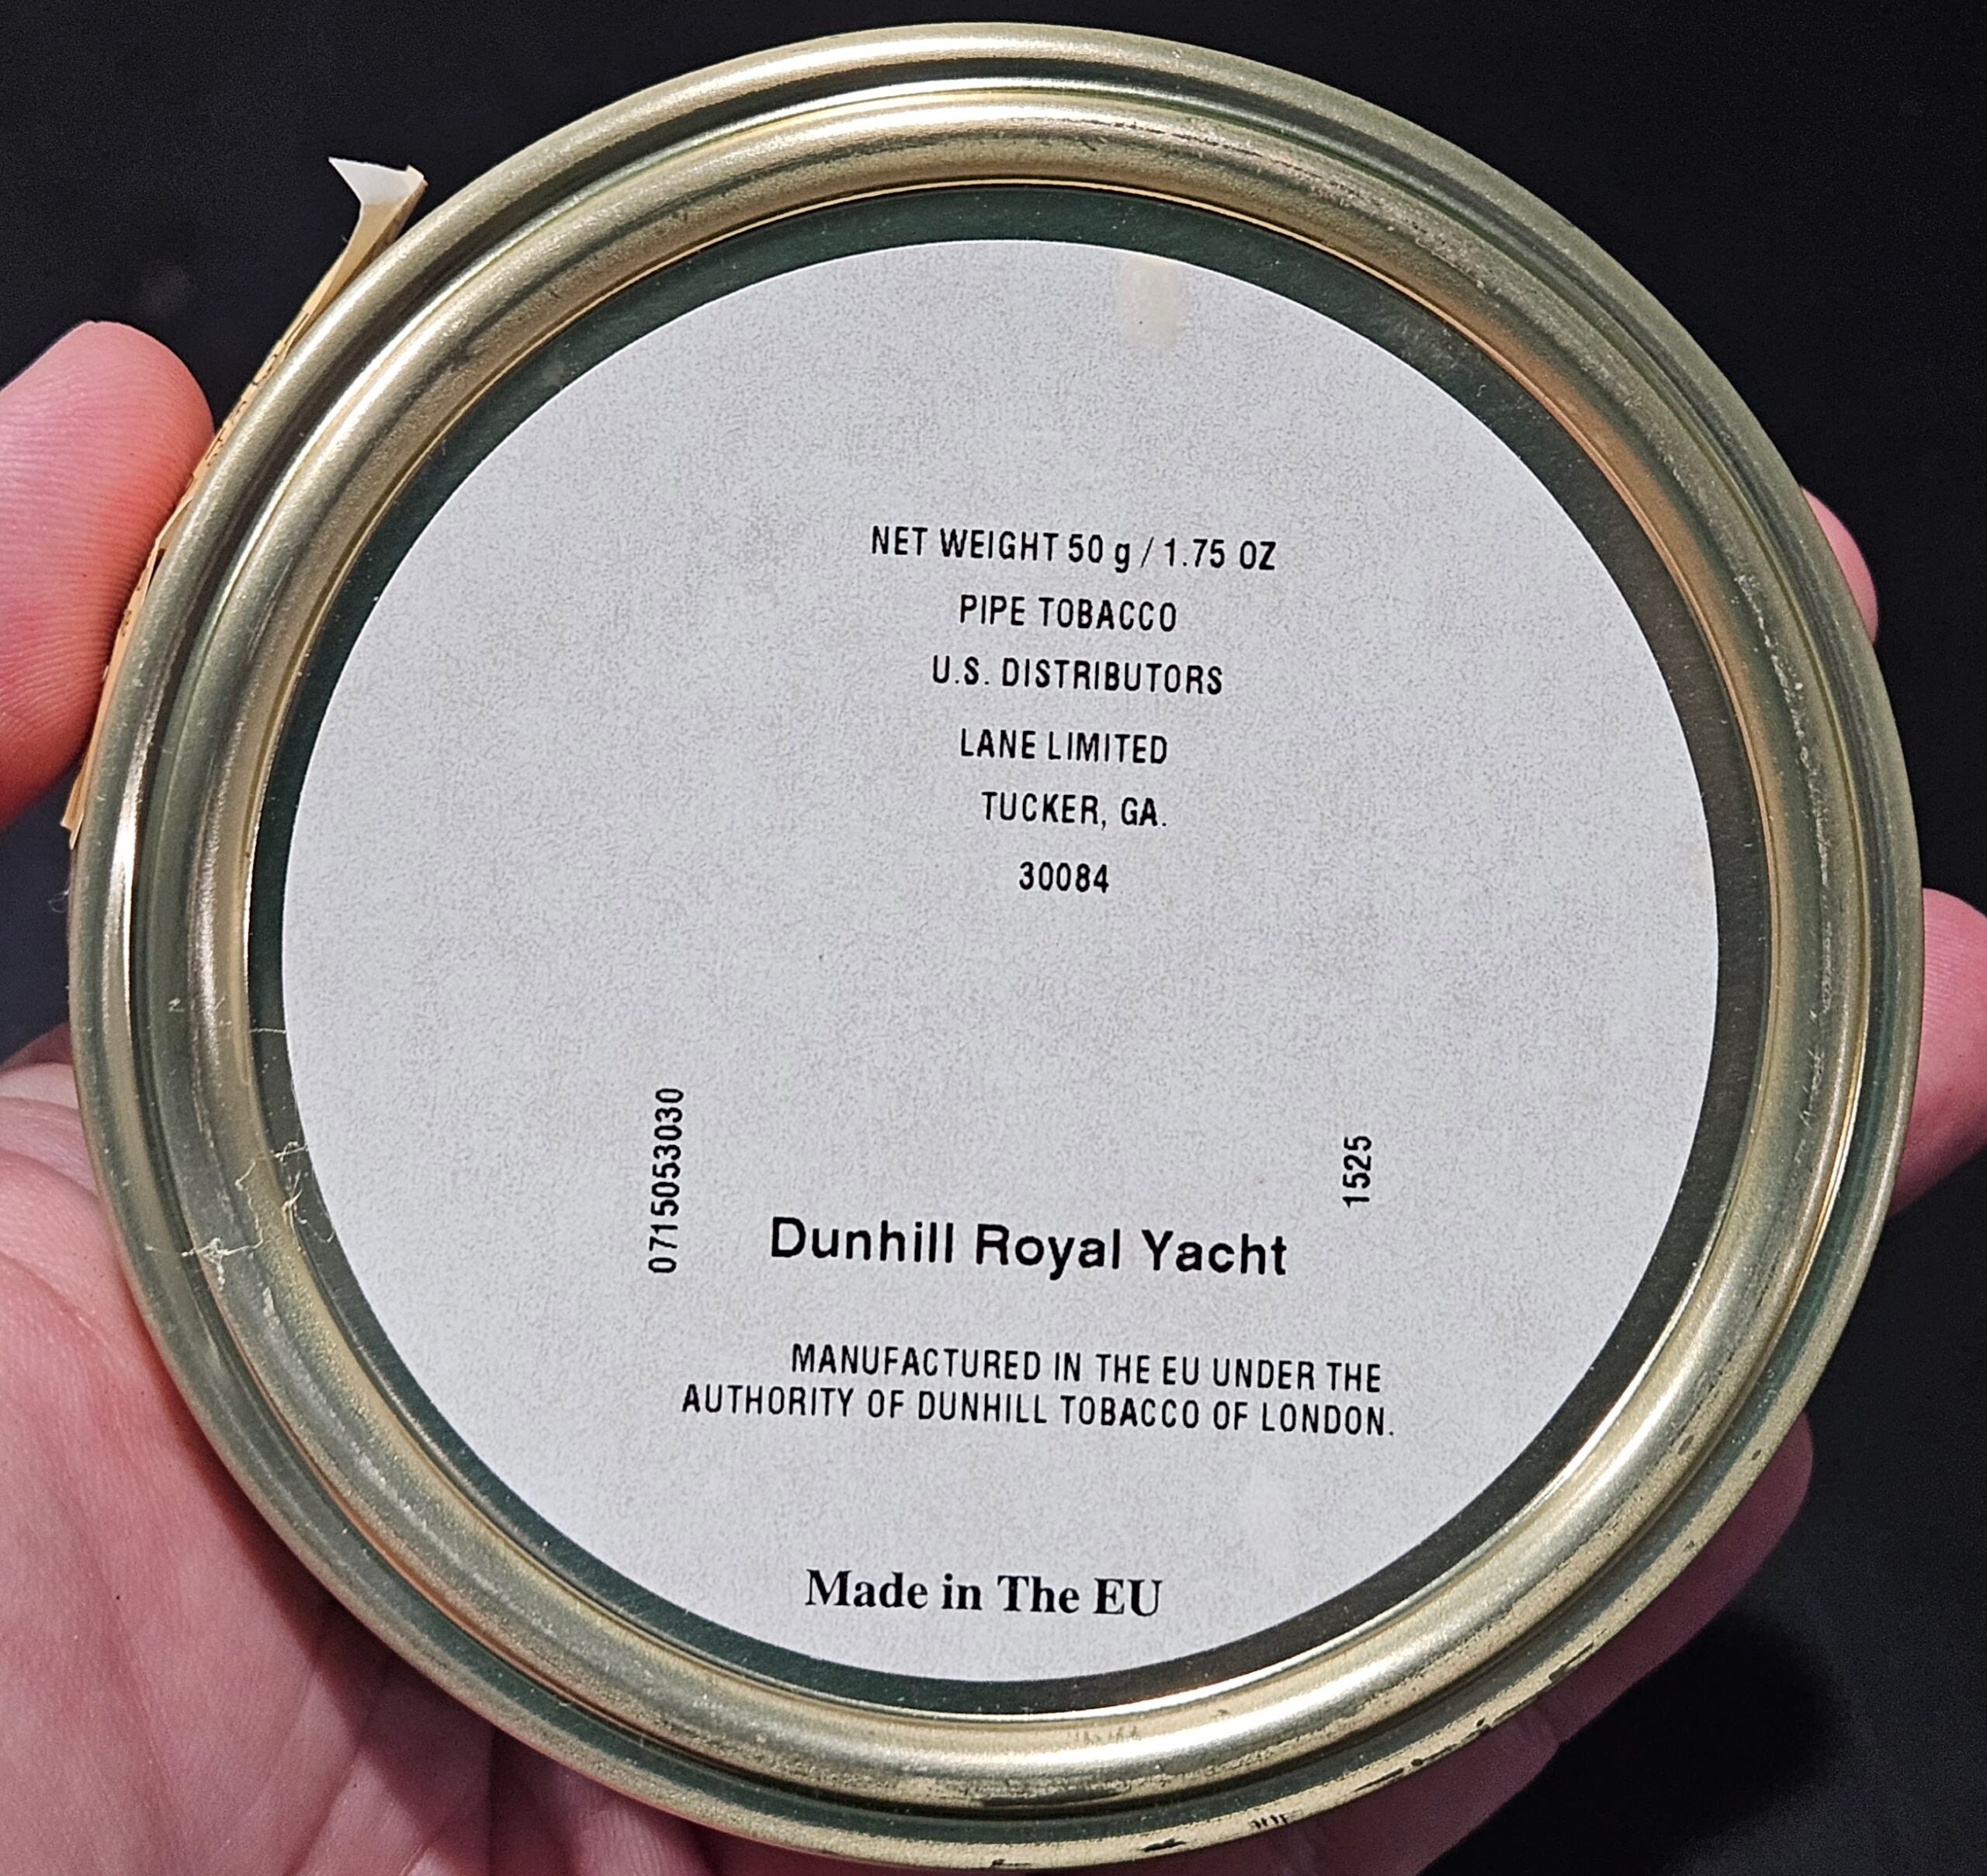 NET WEIGHT 50 g / 1.75 OZ
PIPE TOBACCO
U.S. DISTRIBUTORS
LANE LIMITED
TUCKER, GA.
30084
0715053030
1525
Dunhill Royal Yacht
MANUFACTURED IN THE EU UNDER THE
AUTHORITY OF DUNHILL TOBACCO OF LONDON.
Made in The EU